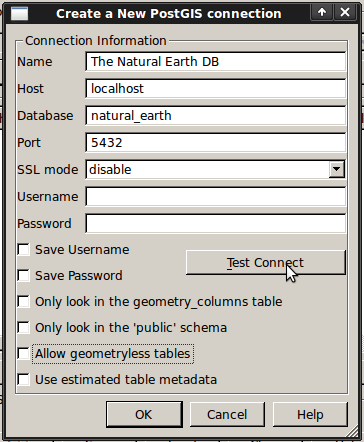 Create a New PostGIS connection
Connection Information
Name The Natural Earth DB
Host localhost
Database natural_earth
Port 5432
SSL mode disable
Username
Password
Save Username
Test Connect
Save Password
Only look in the geometry_columns table
Only look in the 'public' schema
Allow geometryless tables
Use estimated table metadata
OK Cancel Help